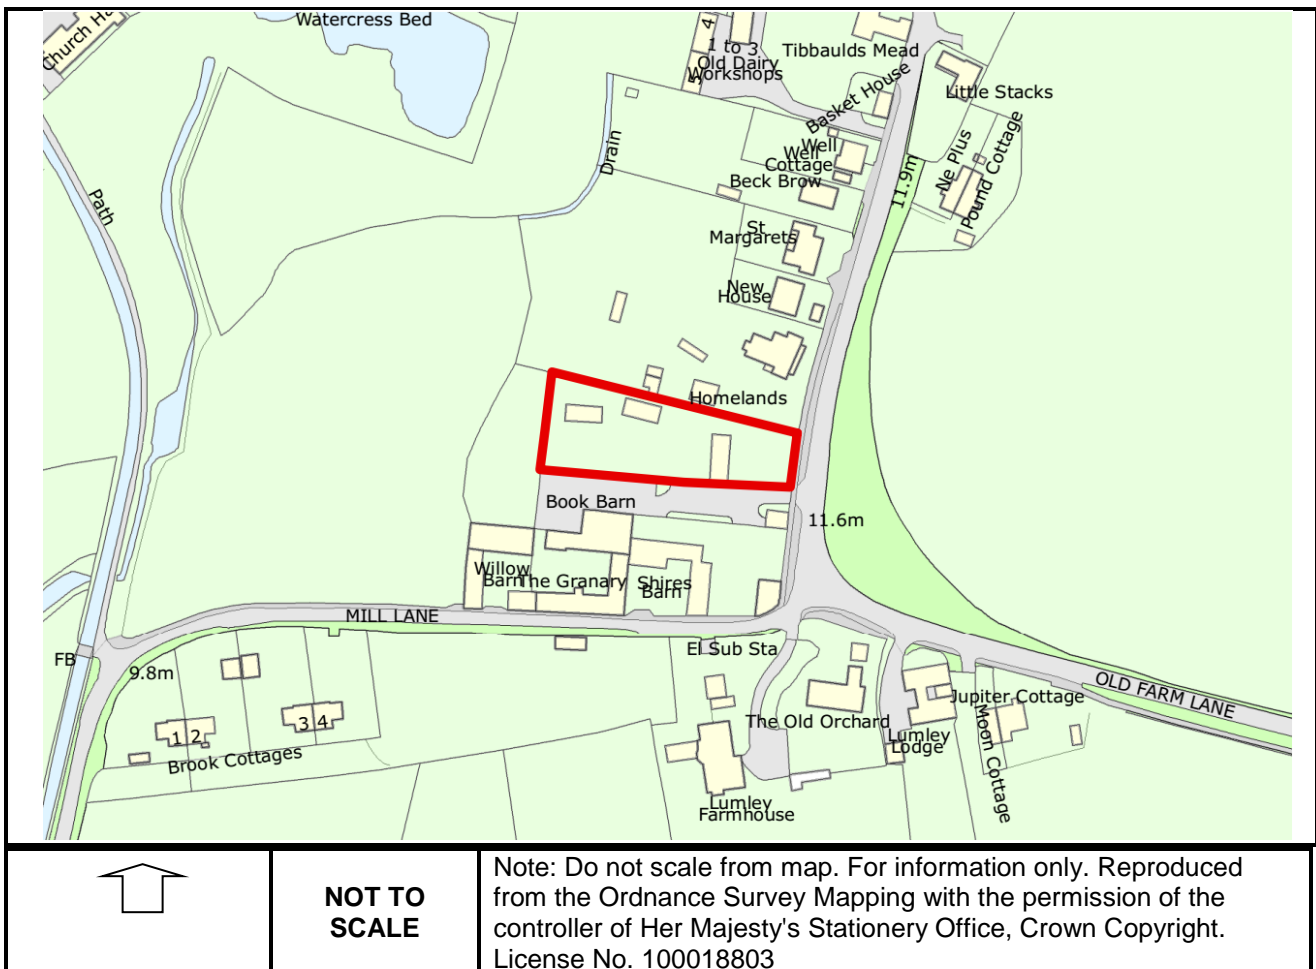 Church Ha
Watercress Bed
4
1 to 3
Old Dairy
Workshops
5
Tibbaulds Mead
Basket House
Little Stacks
Ne Plus
Pound Cottage
11.9m
Well
Well
Cottage
Beck Brow
St
Margarets
New
House
Drain
Path
Homelands
Book Barn
11.6m
Willow
Barn
The Granary
Shires
Barn
MILL LANE
El Sub Sta
FB
9.8m
1 2
3 4
Brook Cottages
The Old Orchard
Lumley
Lodge
Jupiter Cottage
Moon Cottage
OLD FARM LANE
Lumley
Farmhouse
NOT TO
SCALE
Note: Do not scale from map. For information only. Reproduced
from the Ordnance Survey Mapping with the permission of the
controller of Her Majesty's Stationery Office, Crown Copyright.
License No. 100018803